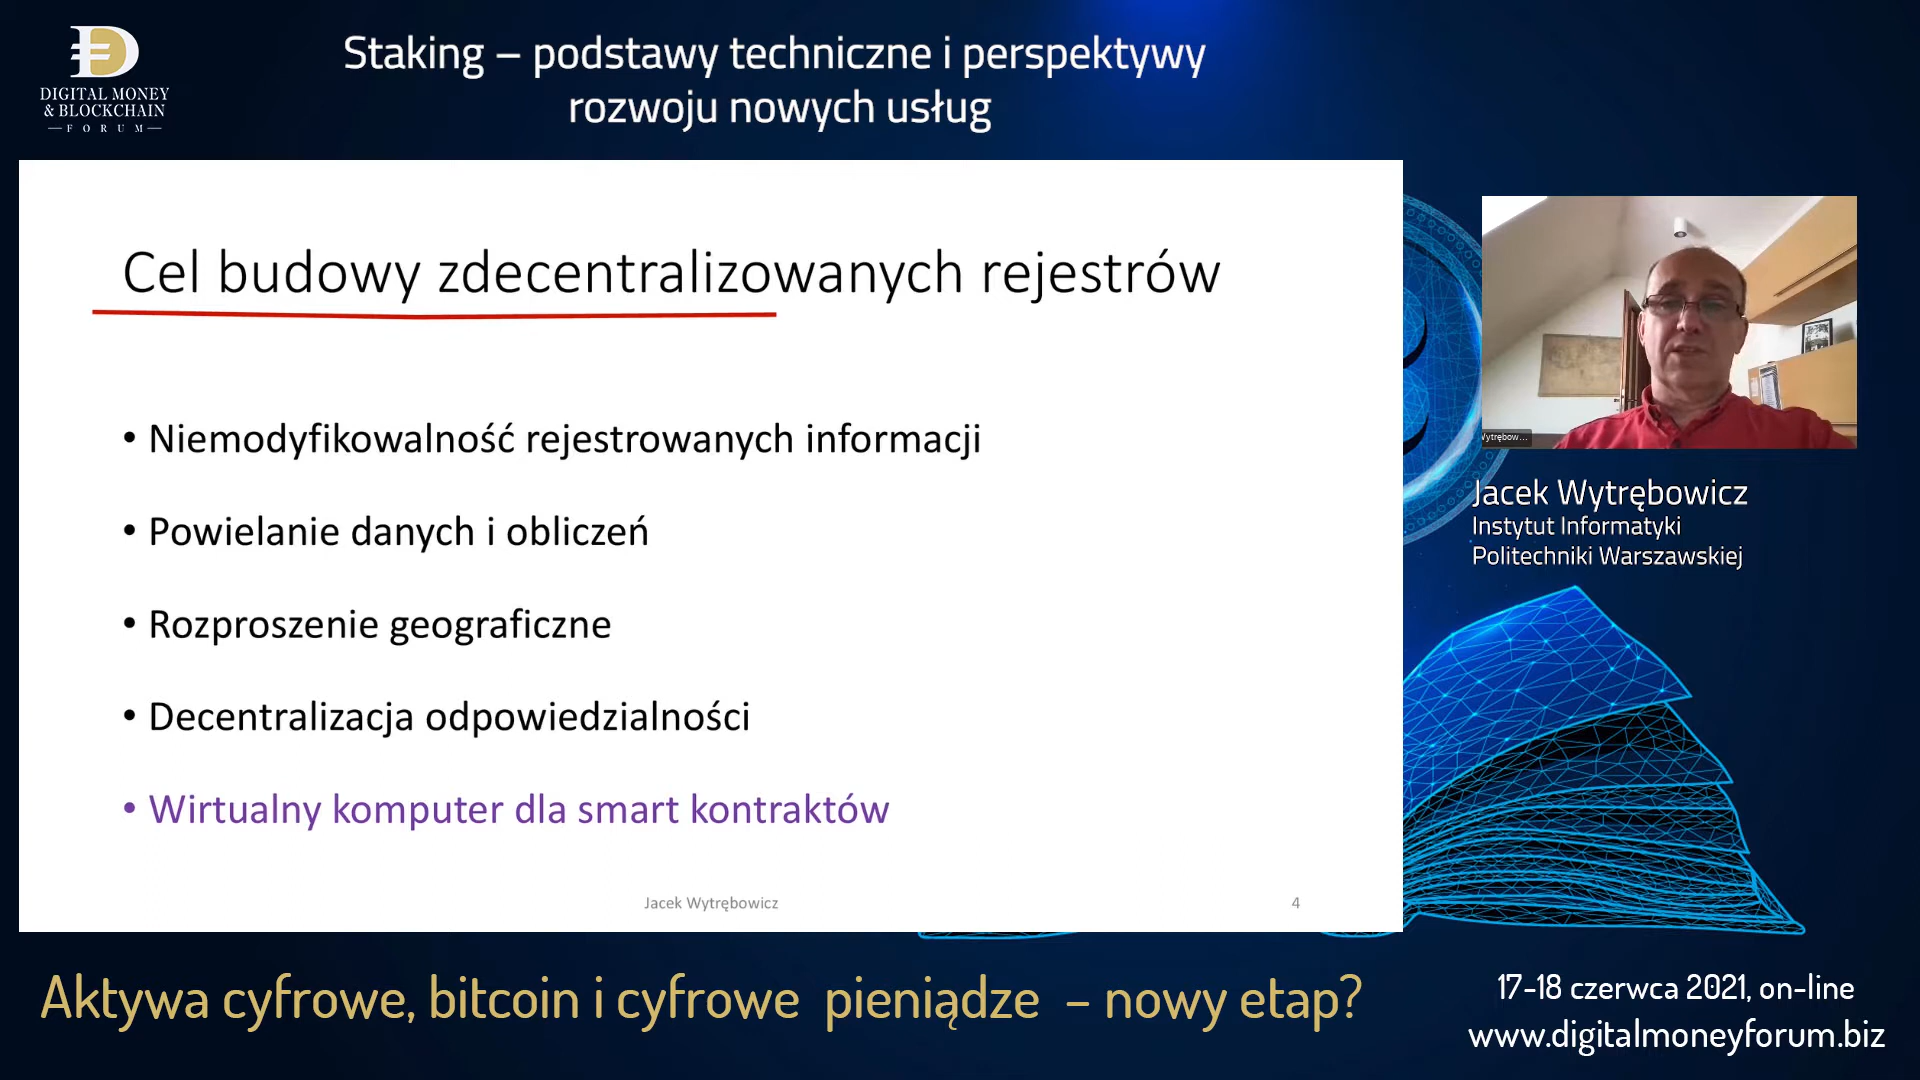 DIGITAL MONEY
& BLOCKCHAIN
FORUM
Staking – podstawy techniczne i perspektywy
rozwoju nowych usług
Cel budowy zdecentralizowanych rejestrów
• Niemodyfikowalność rejestrowanych informacji
• Powielanie danych i obliczeń
• Rozproszenie geograficzne
• Decentralizacja odpowiedzialności
• Wirtualny komputer dla smart kontraktów
Jacek Wytrębowicz
4
Wytrębow...
Jacek Wytrębowicz
Instytut Informatyki
Politechniki Warszawskiej
Aktywa cyfrowe, bitcoin i cyfrowe pieniądze – nowy etap?
17-18 czerwca 2021, on-line
www.digitalmoneyforum.biz